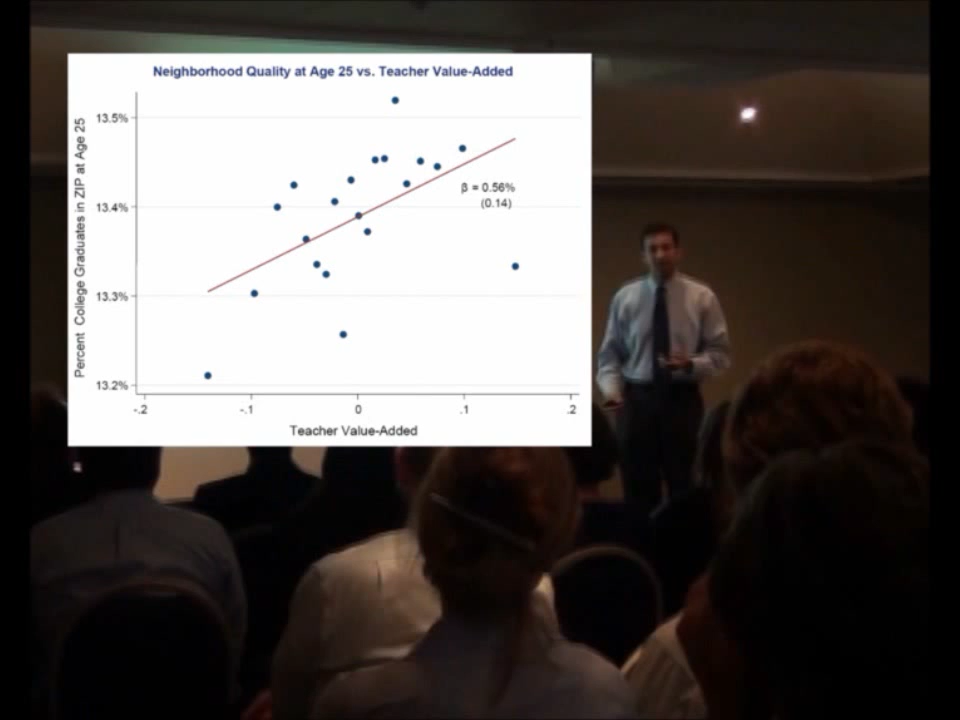 Neighborhood Quality at Age 25 vs. Teacher Value-Added
Percent College Graduates in ZIP at Age 25
13.5%
13.4%
13.3%
13.2%
β = 0.56%
(0.14)
-.2 -.1 0 .1 .2
Teacher Value-Added